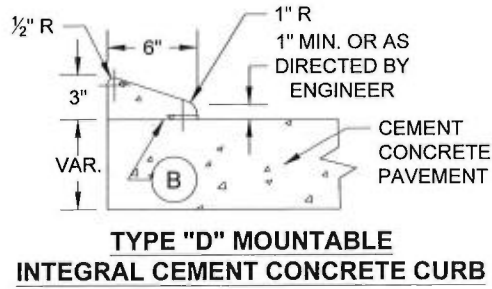 ½" R
6"
1" R
1" MIN. OR AS
DIRECTED BY
ENGINEER
3"
VAR.
B
CEMENT
CONCRETE
PAVEMENT
TYPE "D" MOUNTABLE
INTEGRAL CEMENT CONCRETE CURB